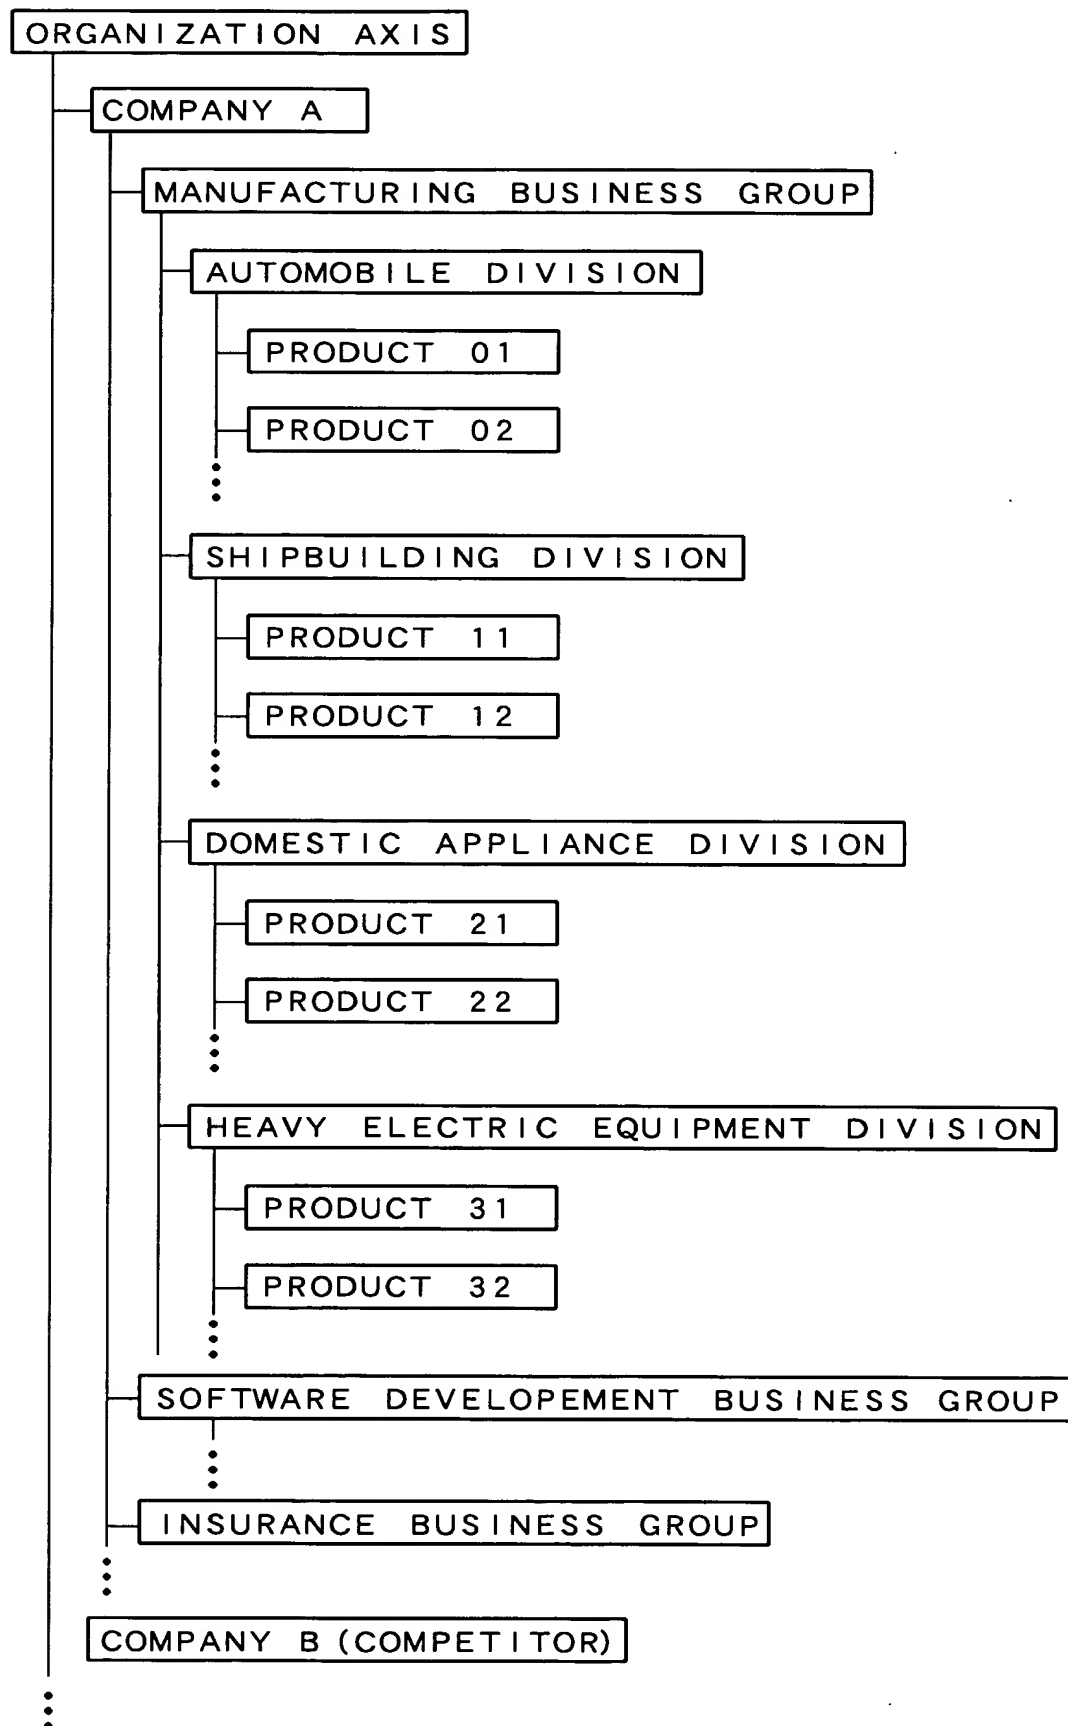 ORGANIZATION AXIS
COMPANY A
MANUFACTURING BUSINESS GROUP
AUTOMOBILE DIVISION
PRODUCT 01
PRODUCT 02
SHIPBUILDING DIVISION
PRODUCT 11
PRODUCT 12
DOMESTIC APPLIANCE DIVISION
PRODUCT 21
PRODUCT 22
HEAVY ELECTRIC EQUIPMENT DIVISION
PRODUCT 31
PRODUCT 32
SOFTWARE DEVELOPEMENT BUSINESS GROUP
INSURANCE BUSINESS GROUP
COMPANY B (COMPETITOR)